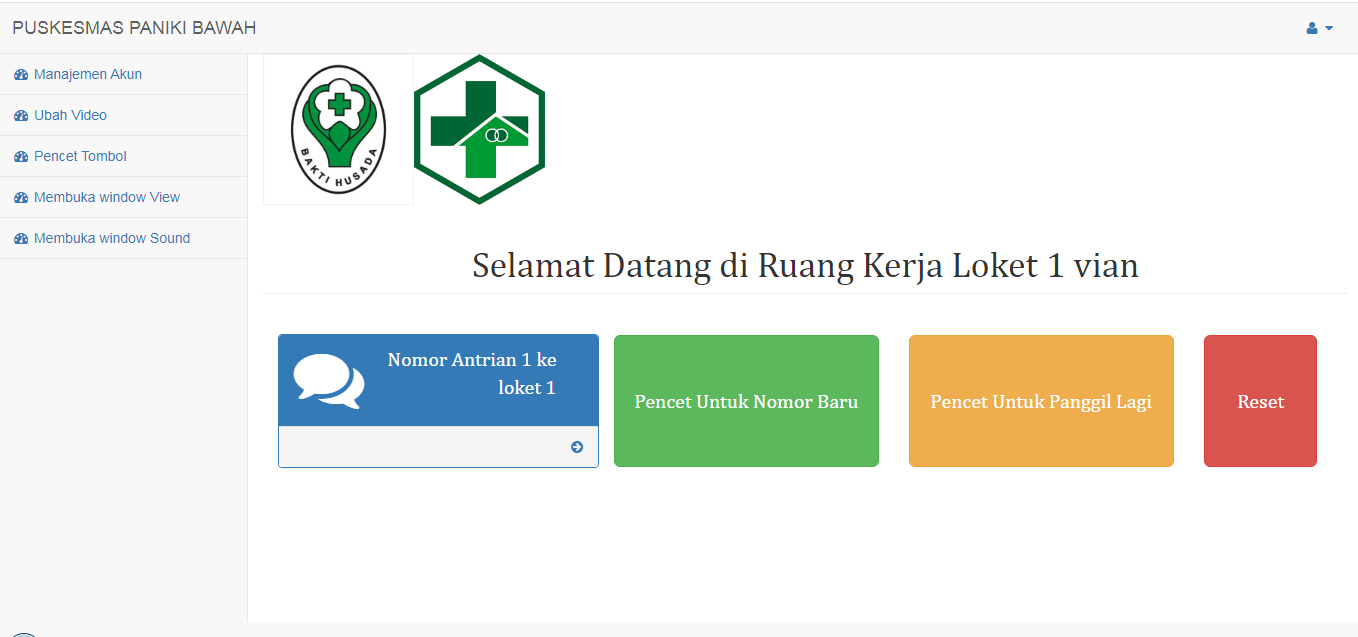 PUSKESMAS PANIKI BAWAH
Manajemen Akun
Ubah Video
Pencet Tombol
Membuka window View
Membuka window Sound
BAKTI HUSADA
Selamat Datang di Ruang Kerja Loket 1 vian
Nomor Antrian 1 ke
loket 1
Pencet Untuk Nomor Baru
Pencet Untuk Panggil Lagi
Reset